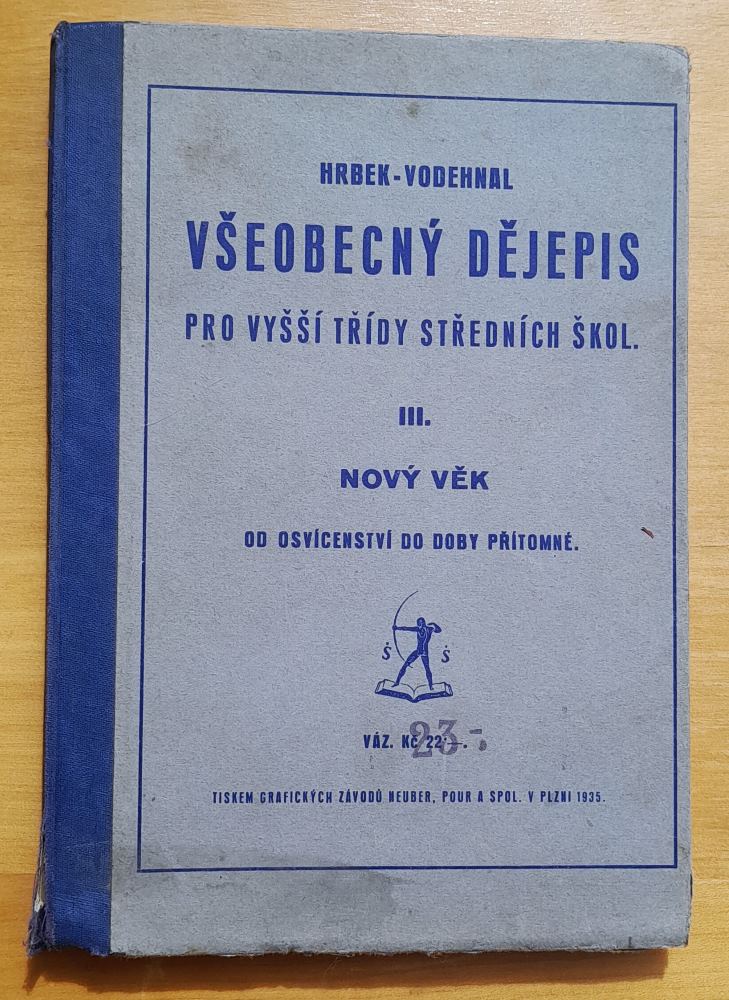 HRBEK-VODEHNAL
VŠEOBECNÝ DĚJEPIS
PRO VYŠŠÍ TŘÍDY STŘEDNÍCH ŠKOL.
III.
NOVÝ VĚK
OD OSVÍCENSTVÍ DO DOBY PŘÍTOMNÉ.
Š Š
VÁZ. Kč 22·—.
23-
TISKEM GRAFICKÝCH ZÁVODŮ NEUBER, POUR A SPOL. V PLZNI 1935.